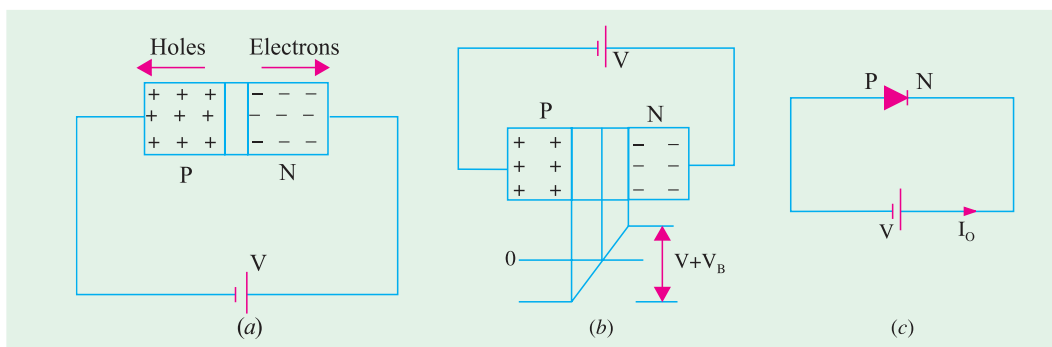 Holes Electrons
+ + + – – –
+ + + – – –
+ + + – – –
P N
V
(a)
V
P N
+ + – –
+ + – –
+ + – –
0
V+V_B
(b)
P N
V I_O
(c)